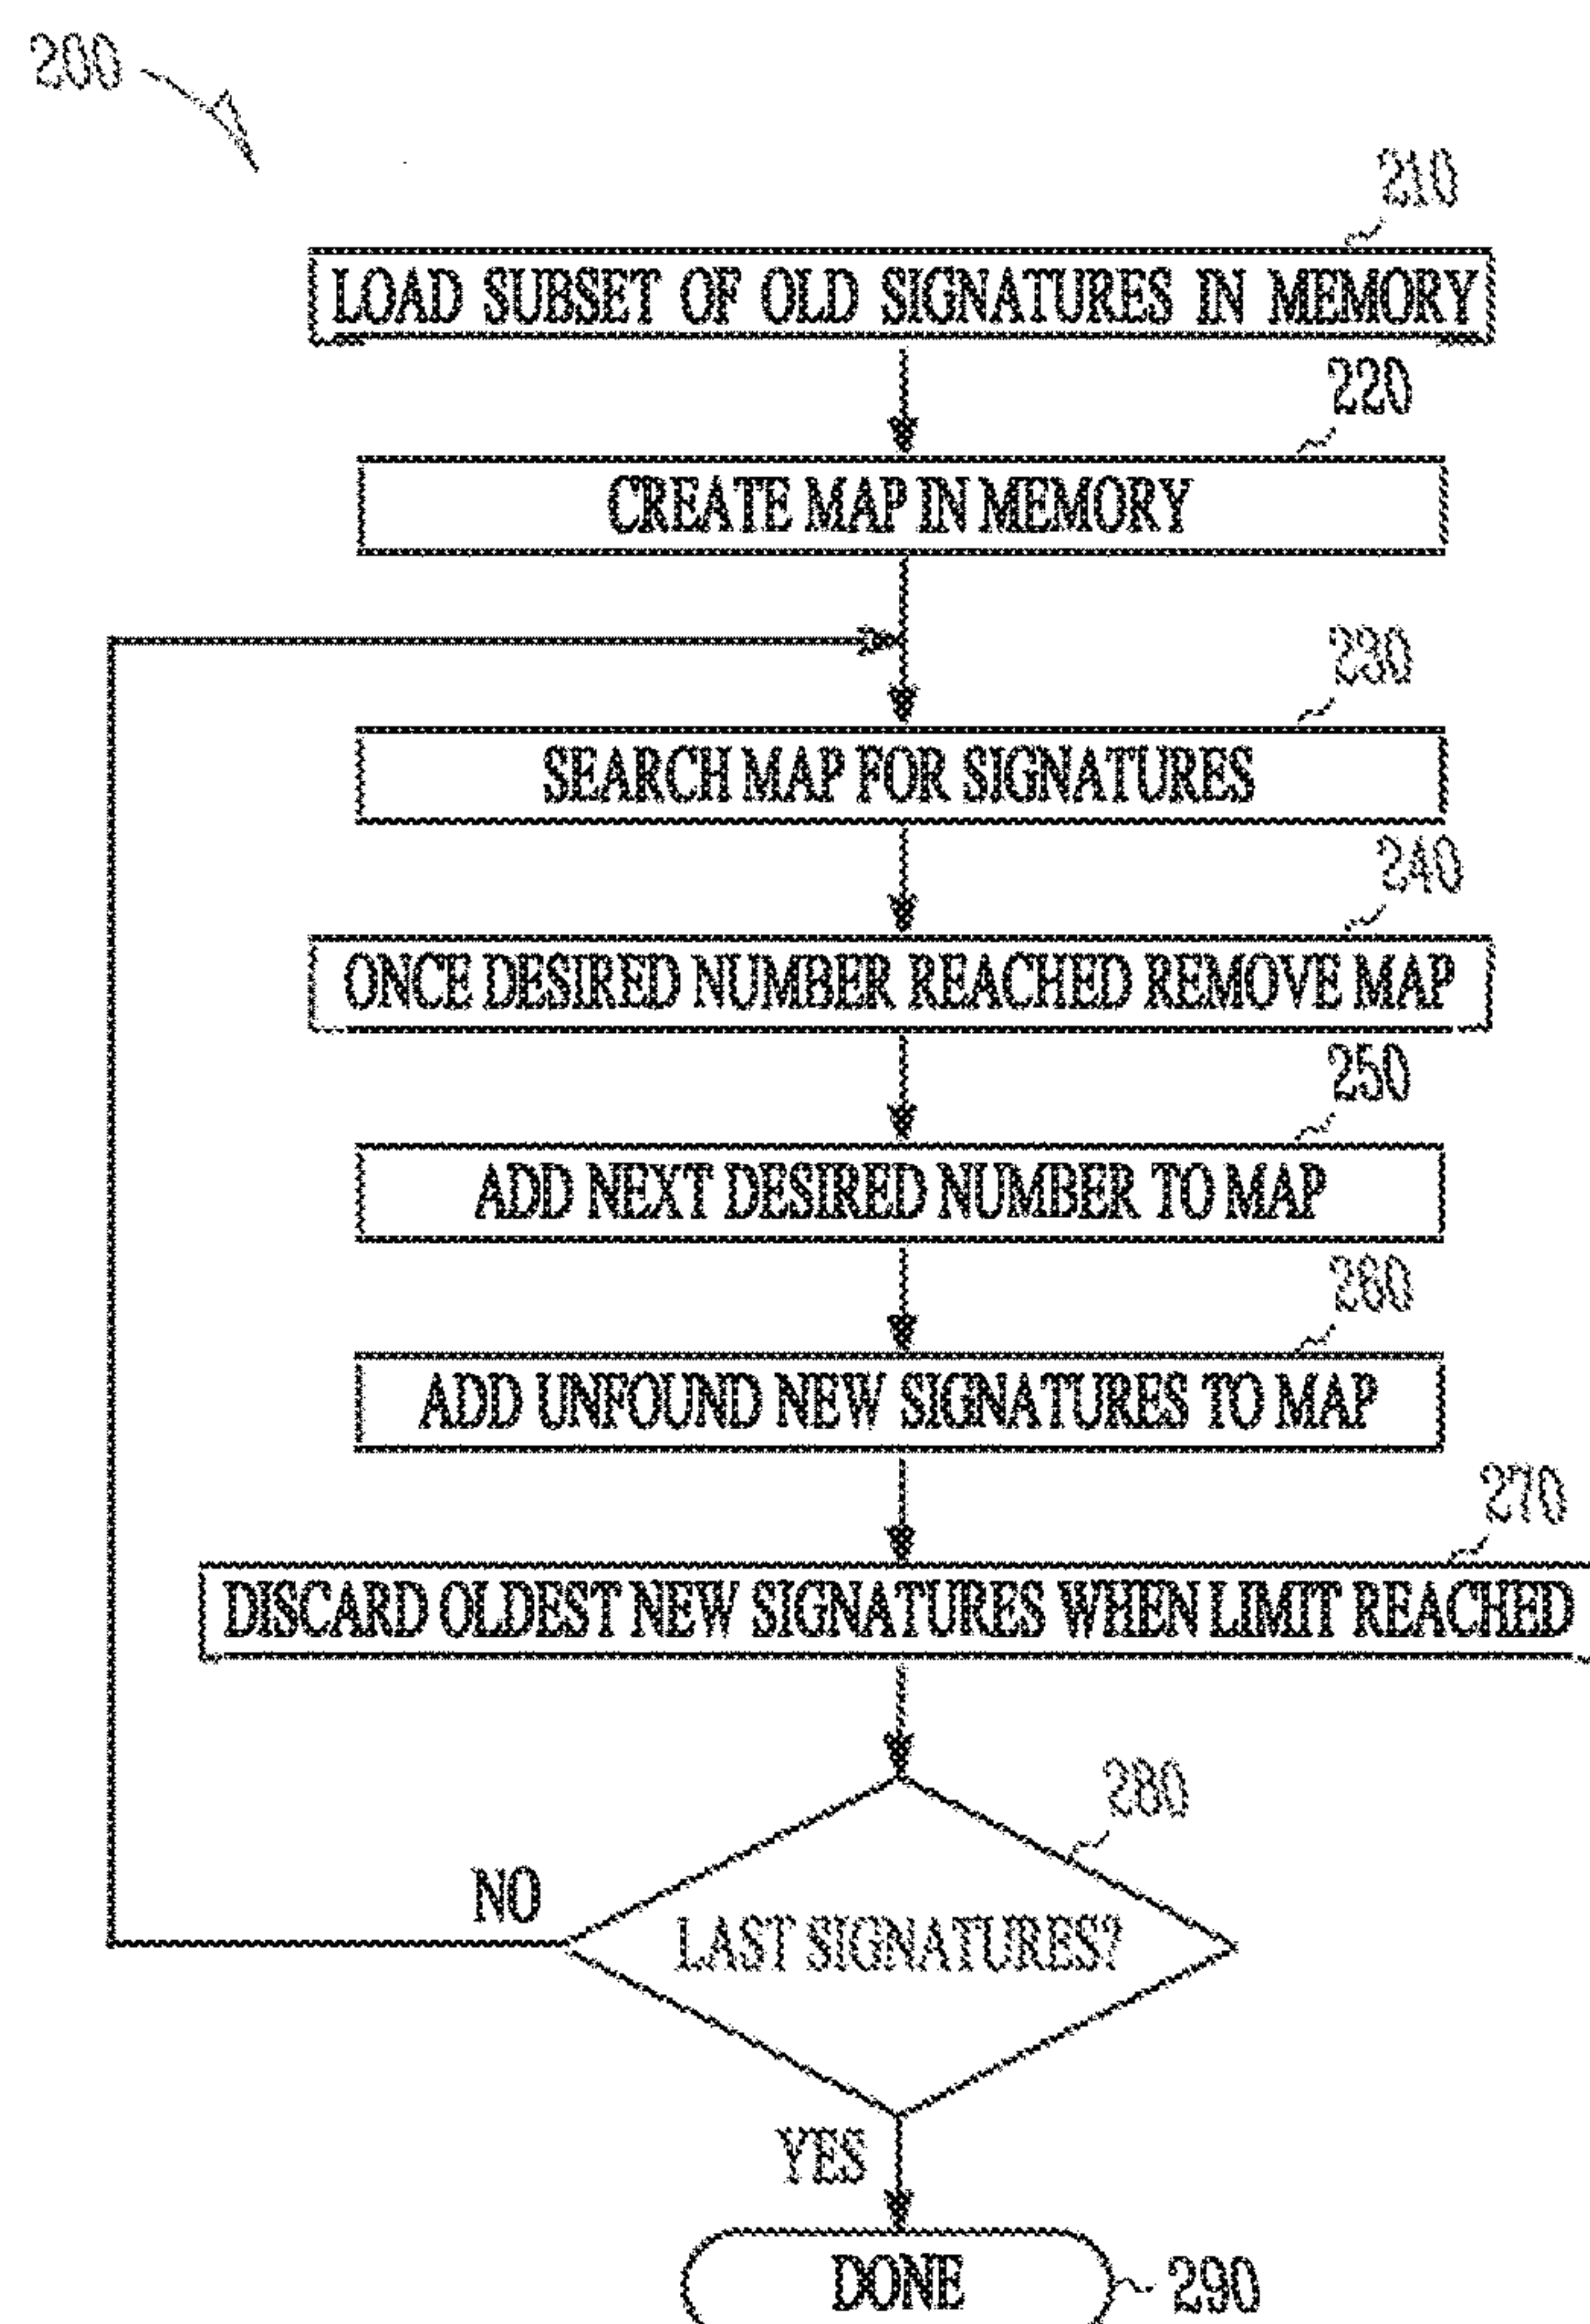 200
210
LOAD SUBSET OF OLD SIGNATURES IN MEMORY
220
CREATE MAP IN MEMORY
230
SEARCH MAP FOR SIGNATURES
240
ONCE DESIRED NUMBER REACHED REMOVE MAP
250
ADD NEXT DESIRED NUMBER TO MAP
260
ADD UNFOUND NEW SIGNATURES TO MAP
270
DISCARD OLDEST NEW SIGNATURES WHEN LIMIT REACHED
280
NO
LAST SIGNATURES?
YES
DONE
290